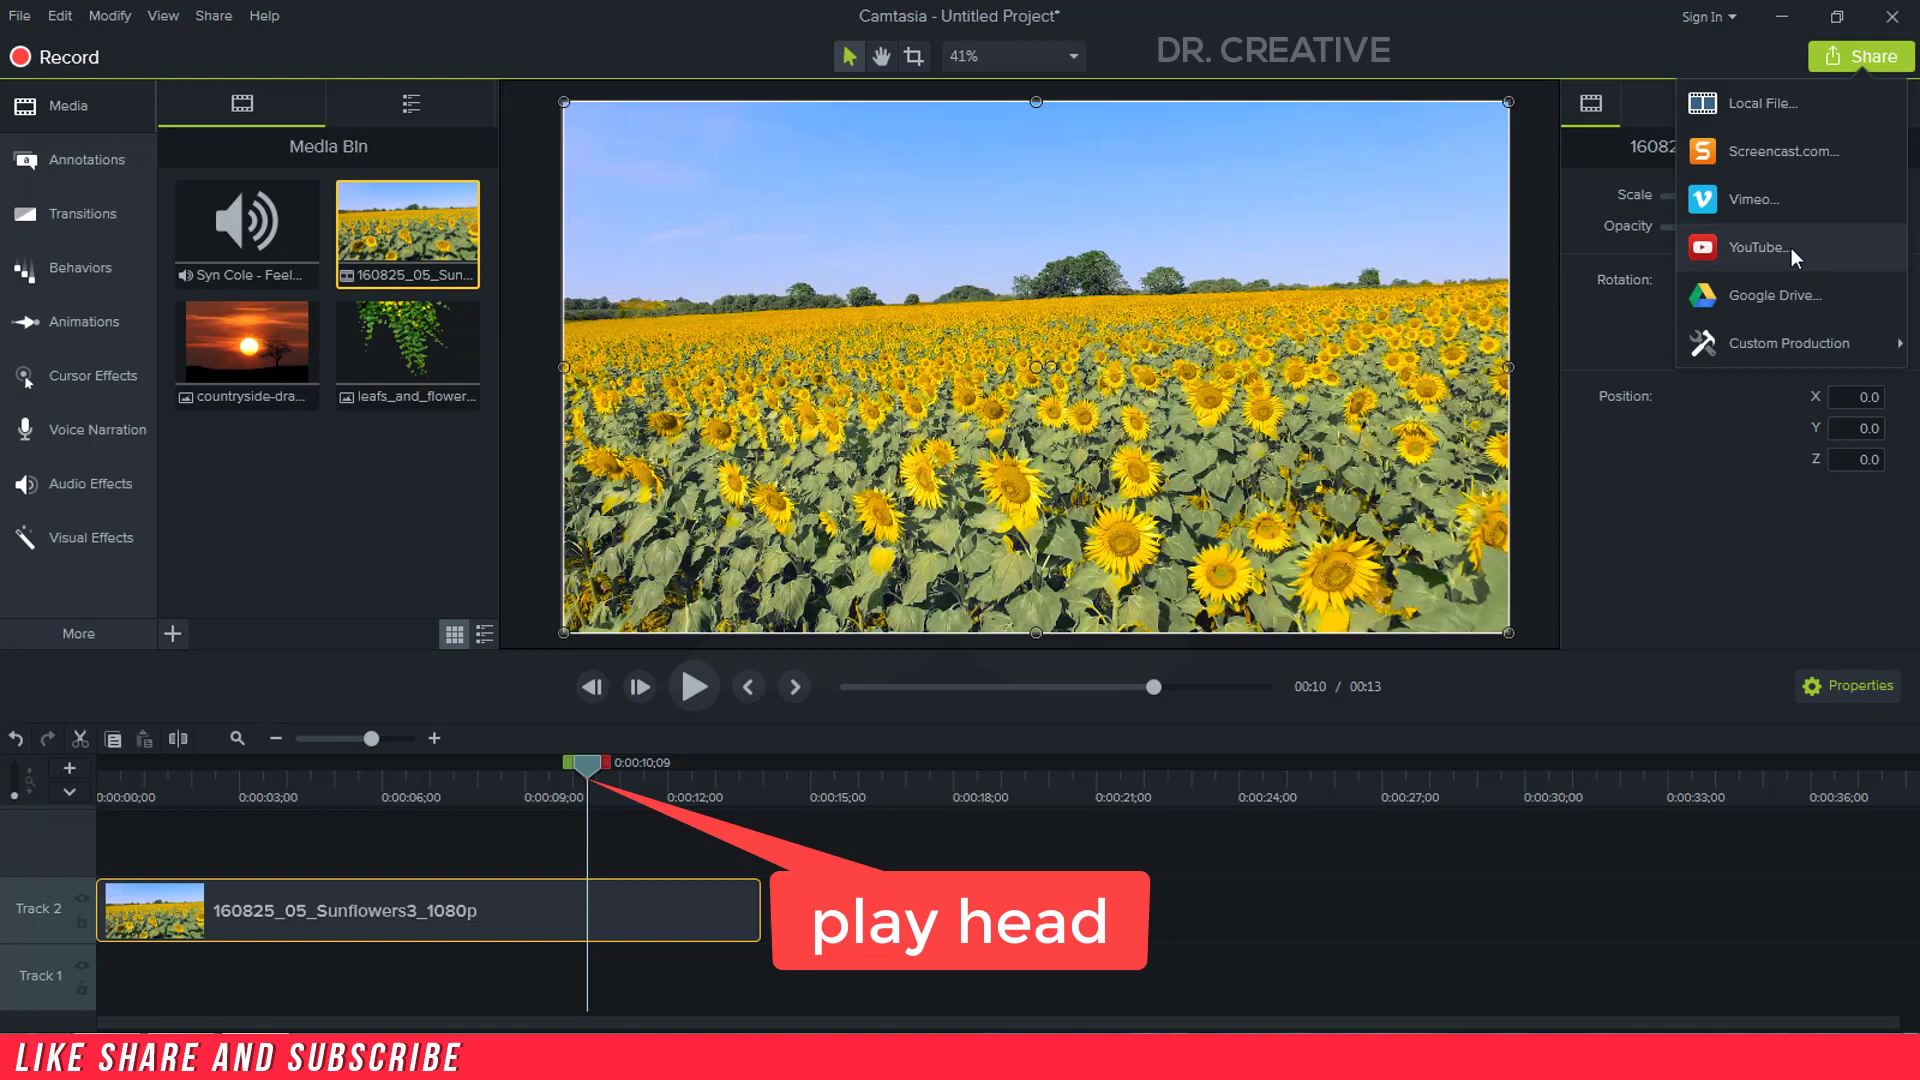 File Edit Modify View Share Help
Camtasia - Untitled Project*
Sign In
Record
41%
DR. CREATIVE
Share
Media
Annotations
Transitions
Behaviors
Animations
Cursor Effects
Voice Narration
Audio Effects
Visual Effects
More
Media Bin
Syn Cole - Feel...
160825_05_Sun...
countryside-dra...
leafs_and_flower...
Local File...
Screencast.com...
Vimeo...
YouTube...
Google Drive...
Custom Production
Scale
Opacity
Rotation:
Position:
X 0.0
Y 0.0
Z 0.0
00:10 / 00:13
Properties
0:00:10;09
0:00:00;00 0:00:03;00 0:00:06;00 0:00:09;00 0:00:12;00 0:00:15;00 0:00:18;00 0:00:21;00 0:00:24;00 0:00:27;00 0:00:30;00 0:00:33;00 0:00:36;00
Track 2
160825_05_Sunflowers3_1080p
play head
Track 1
LIKE SHARE AND SUBSCRIBE